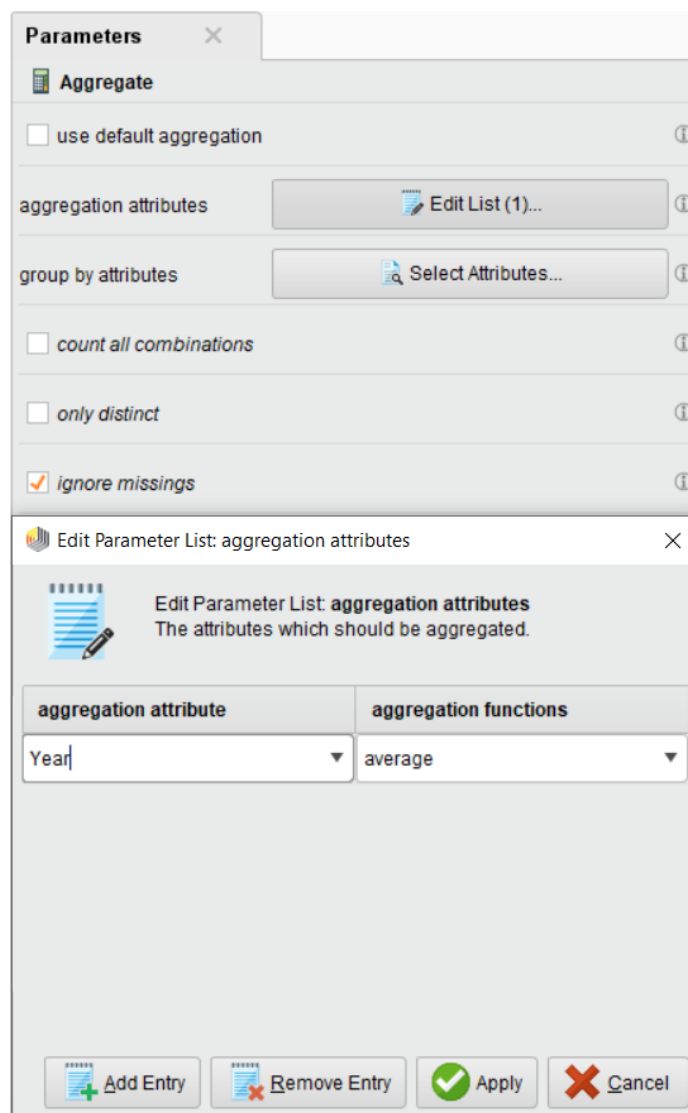 Parameters
Aggregate
use default aggregation
aggregation attributes Edit List (1)...
group by attributes Select Attributes...
count all combinations
only distinct
ignore missings
Edit Parameter List: aggregation attributes
Edit Parameter List: aggregation attributes
The attributes which should be aggregated.
aggregation attribute aggregation functions
Year average
Add Entry Remove Entry Apply Cancel